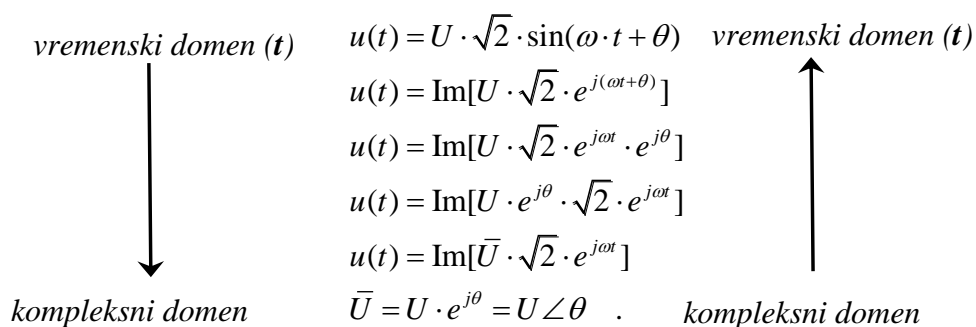 vremenski domen (t) u(t) = U · √2 · sin(ω · t + θ) vremenski domen (t)
u(t) = Im[U · √2 · e^{j(ωt+θ)}]
u(t) = Im[U · √2 · e^{jωt} · e^{jθ}]
u(t) = Im[U · e^{jθ} · √2 · e^{jωt}]
u(t) = Im[U̅ · √2 · e^{jωt}]
kompleksni domen U̅ = U · e^{jθ} = U∠θ . kompleksni domen